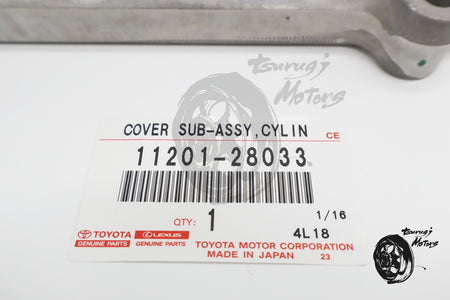 tsurugi
Motors
COVER SUB-ASSY,CYLIN CE
11201-28033
QTY: 1 1/16
4L18
TOYOTA LEXUS
GENUINE PARTS GENUINE PARTS
TOYOTA MOTOR CORPORATION
MADE IN JAPAN 23
tsurugi
Motors